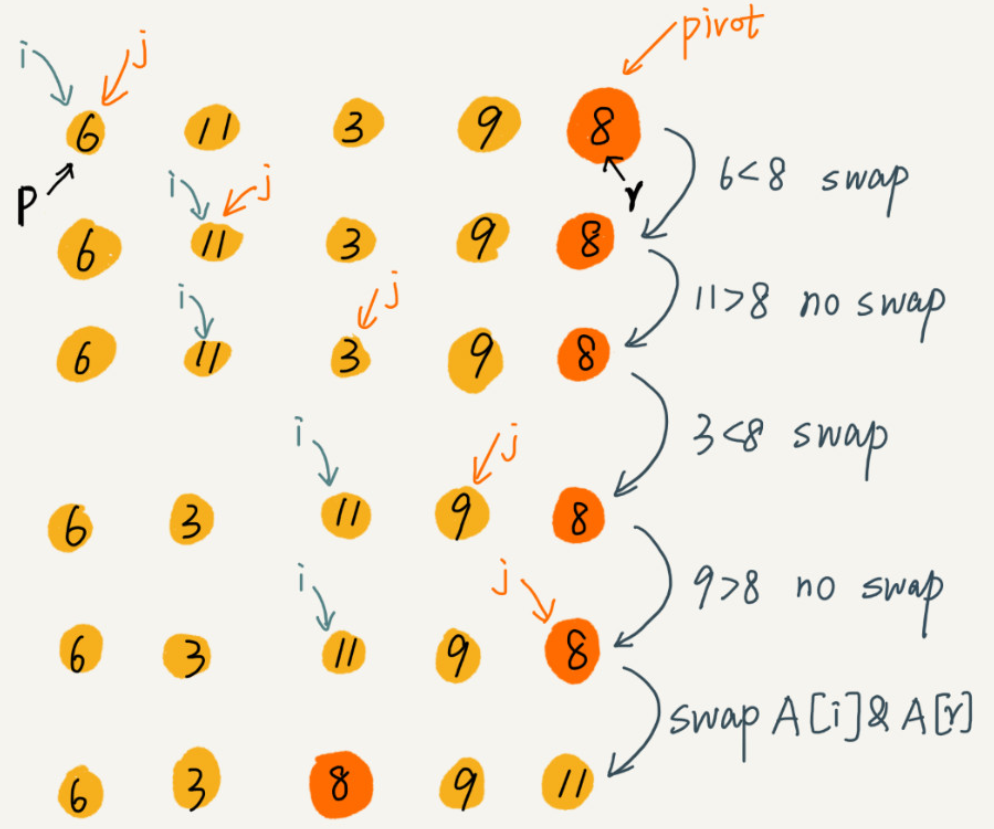 pivot
i j
6 11 3 9 8
p r
6<8 swap
i j
6 11 3 9 8
11>8 no swap
i j
6 11 3 9 8
3<8 swap
i j
6 3 11 9 8
9>8 no swap
i j
6 3 11 9 8
swap A[i]&A[r]
6 3 8 9 11